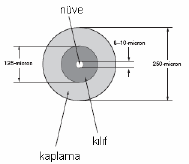 nüve
8-10-micron
125-micron
250-micron
kılıf
kaplama